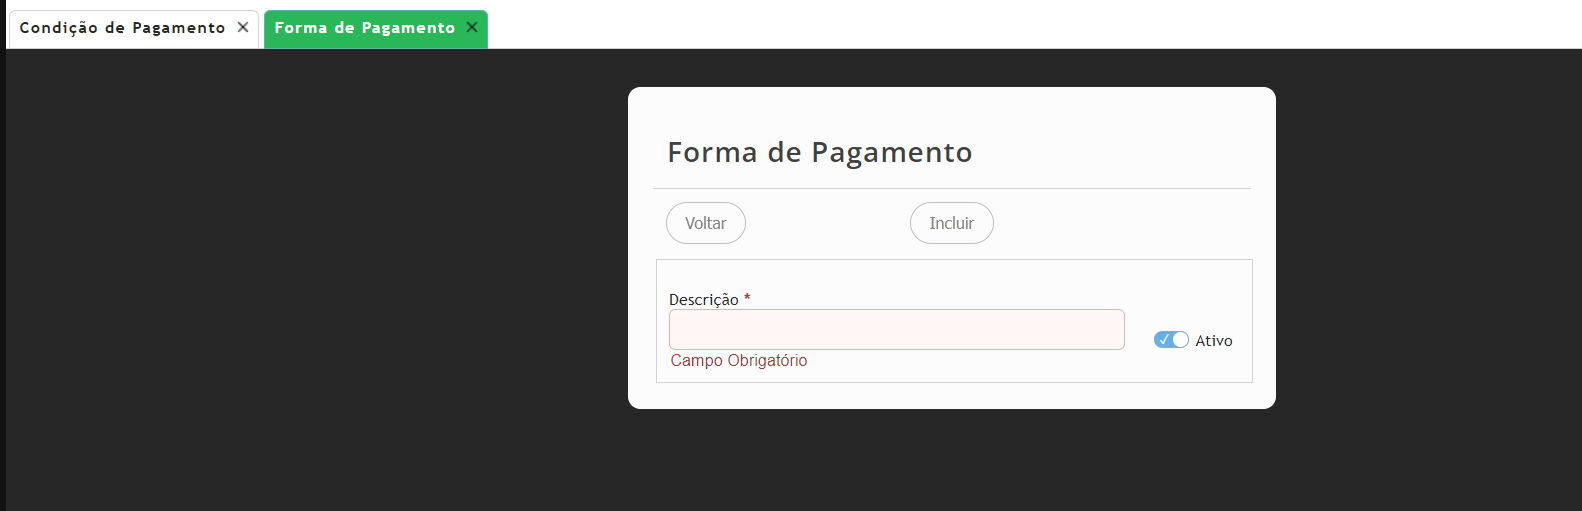 Condição de Pagamento
Forma de Pagamento
Forma de Pagamento
Voltar
Incluir
Descrição *
Ativo
Campo Obrigatório